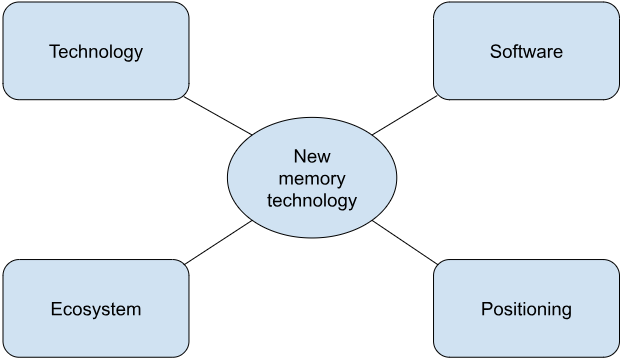 Technology
Software
New
memory
technology
Ecosystem
Positioning